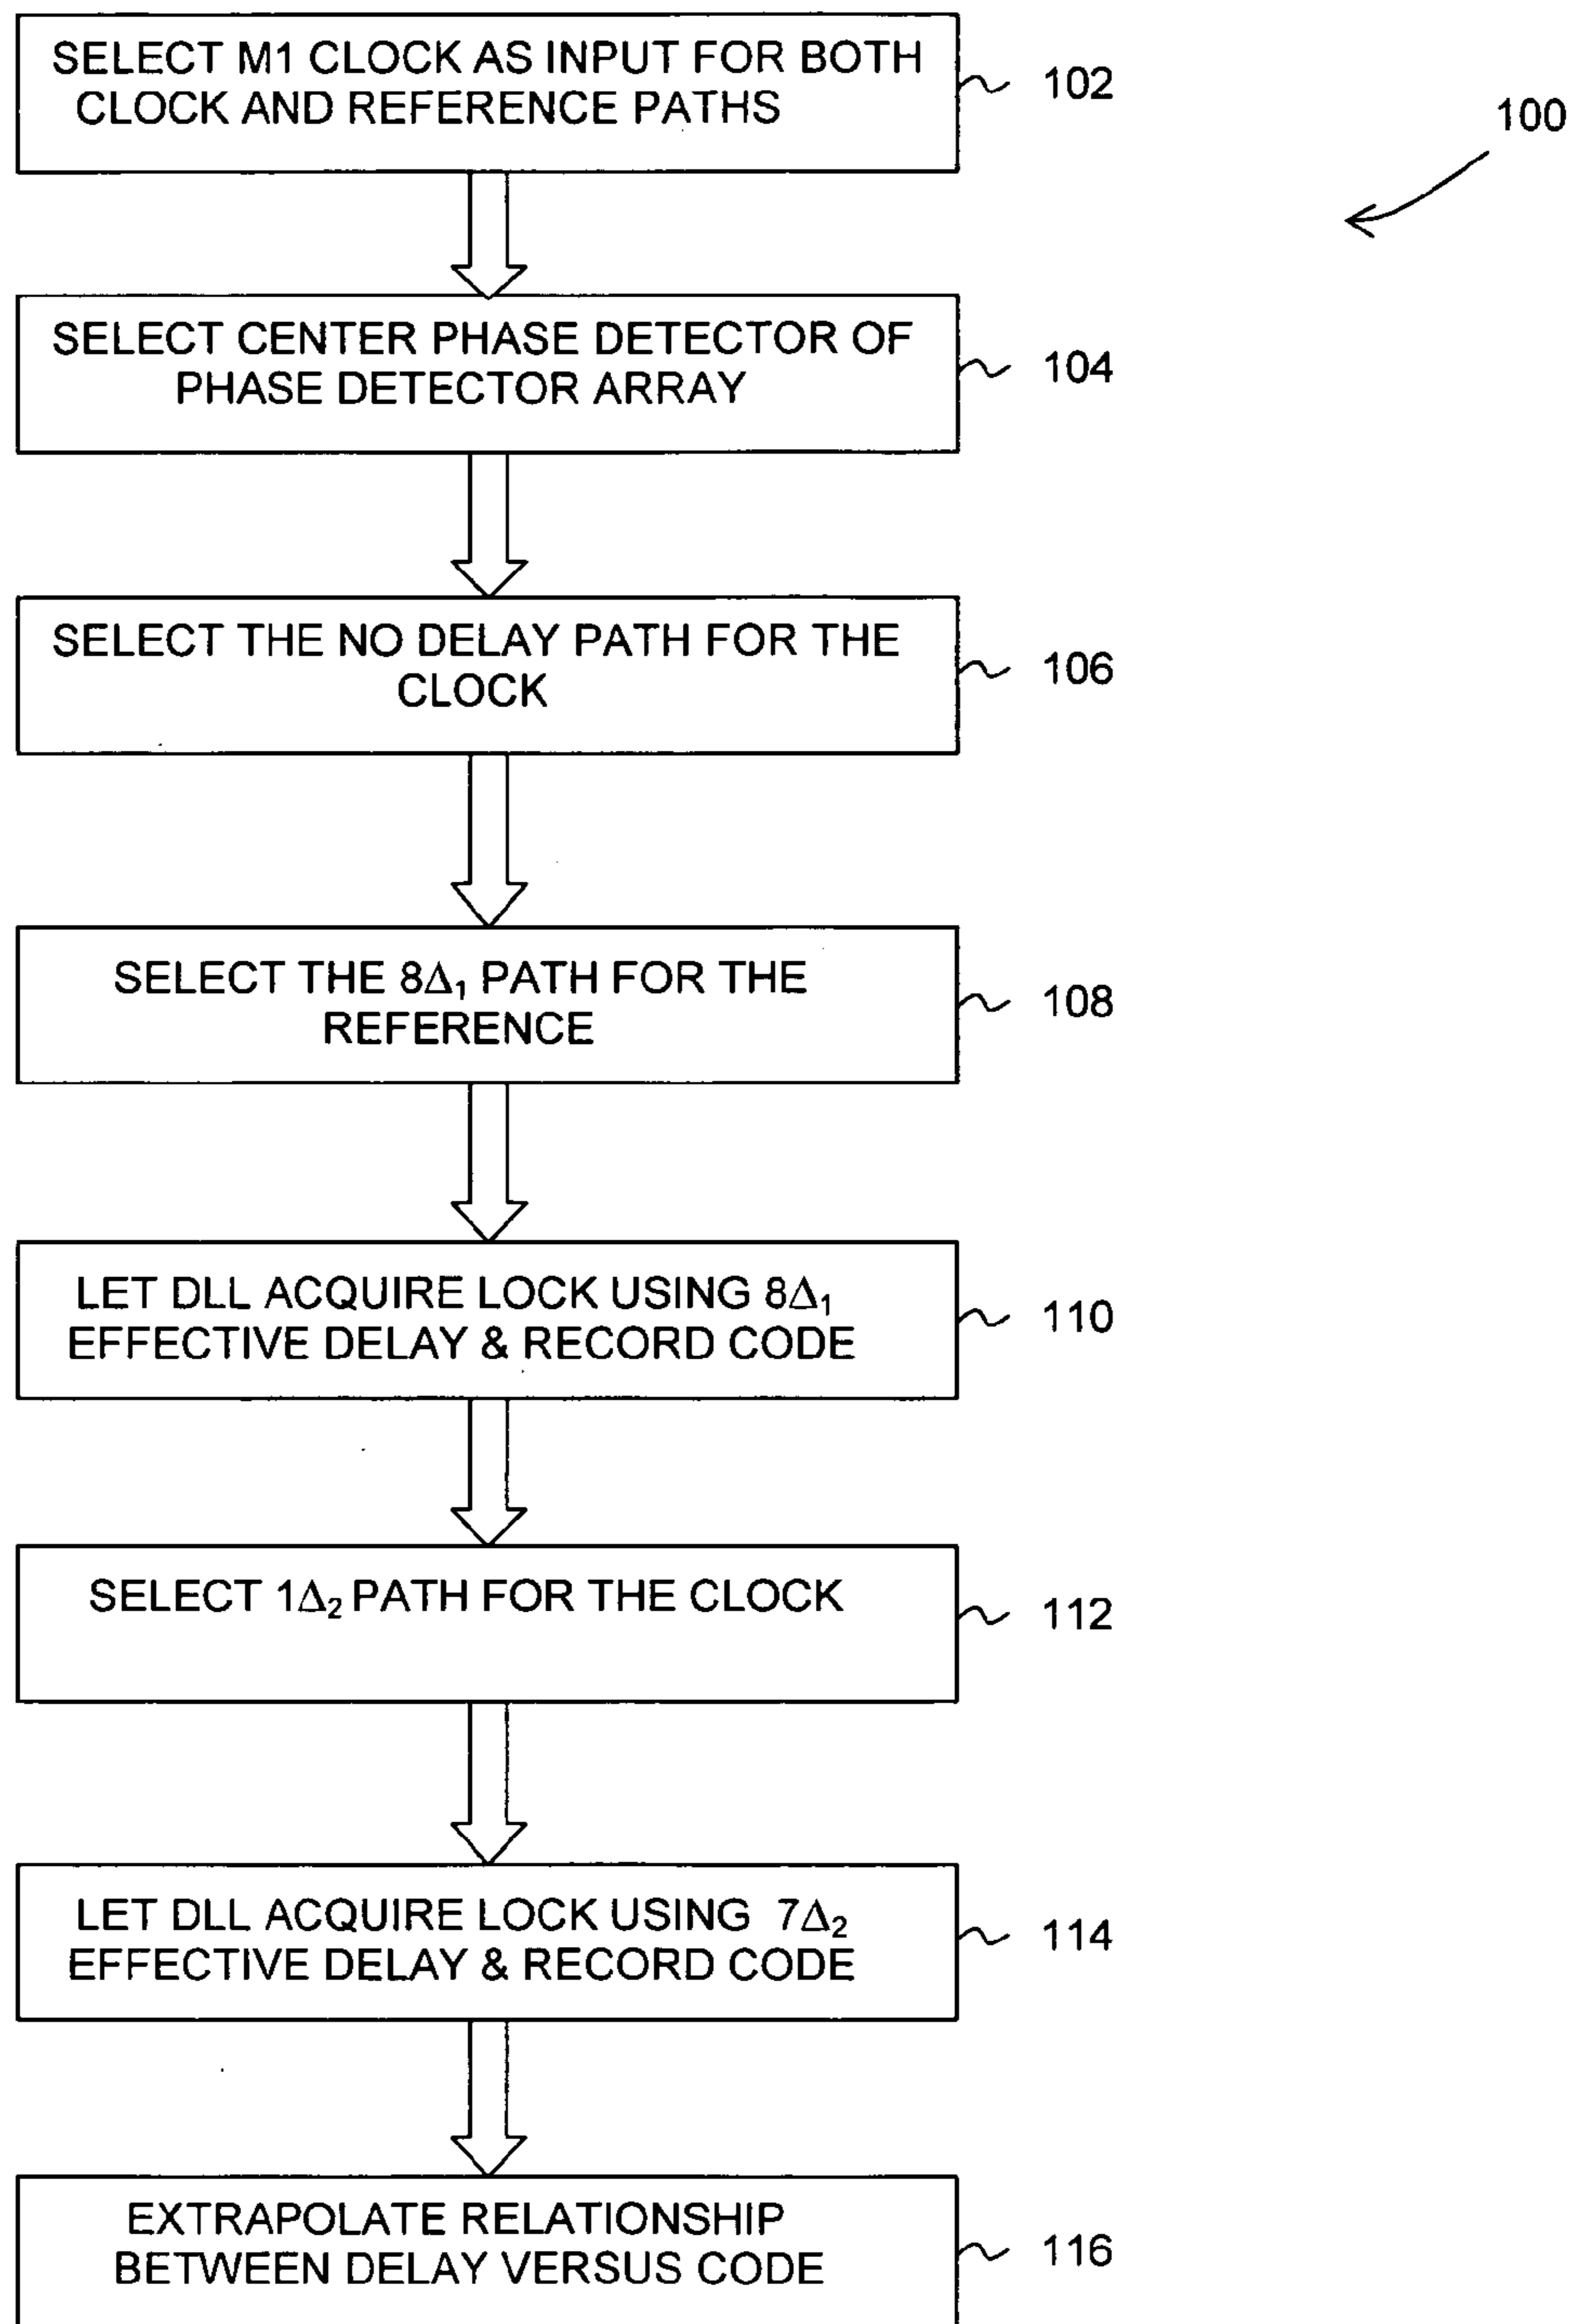 SELECT M1 CLOCK AS INPUT FOR BOTH
CLOCK AND REFERENCE PATHS
102
100
SELECT CENTER PHASE DETECTOR OF
PHASE DETECTOR ARRAY
104
SELECT THE NO DELAY PATH FOR THE
CLOCK
106
SELECT THE 8Δ₁ PATH FOR THE
REFERENCE
108
LET DLL ACQUIRE LOCK USING 8Δ₁
EFFECTIVE DELAY & RECORD CODE
110
SELECT 1Δ₂ PATH FOR THE CLOCK
112
LET DLL ACQUIRE LOCK USING 7Δ₂
EFFECTIVE DELAY & RECORD CODE
114
EXTRAPOLATE RELATIONSHIP
BETWEEN DELAY VERSUS CODE
116